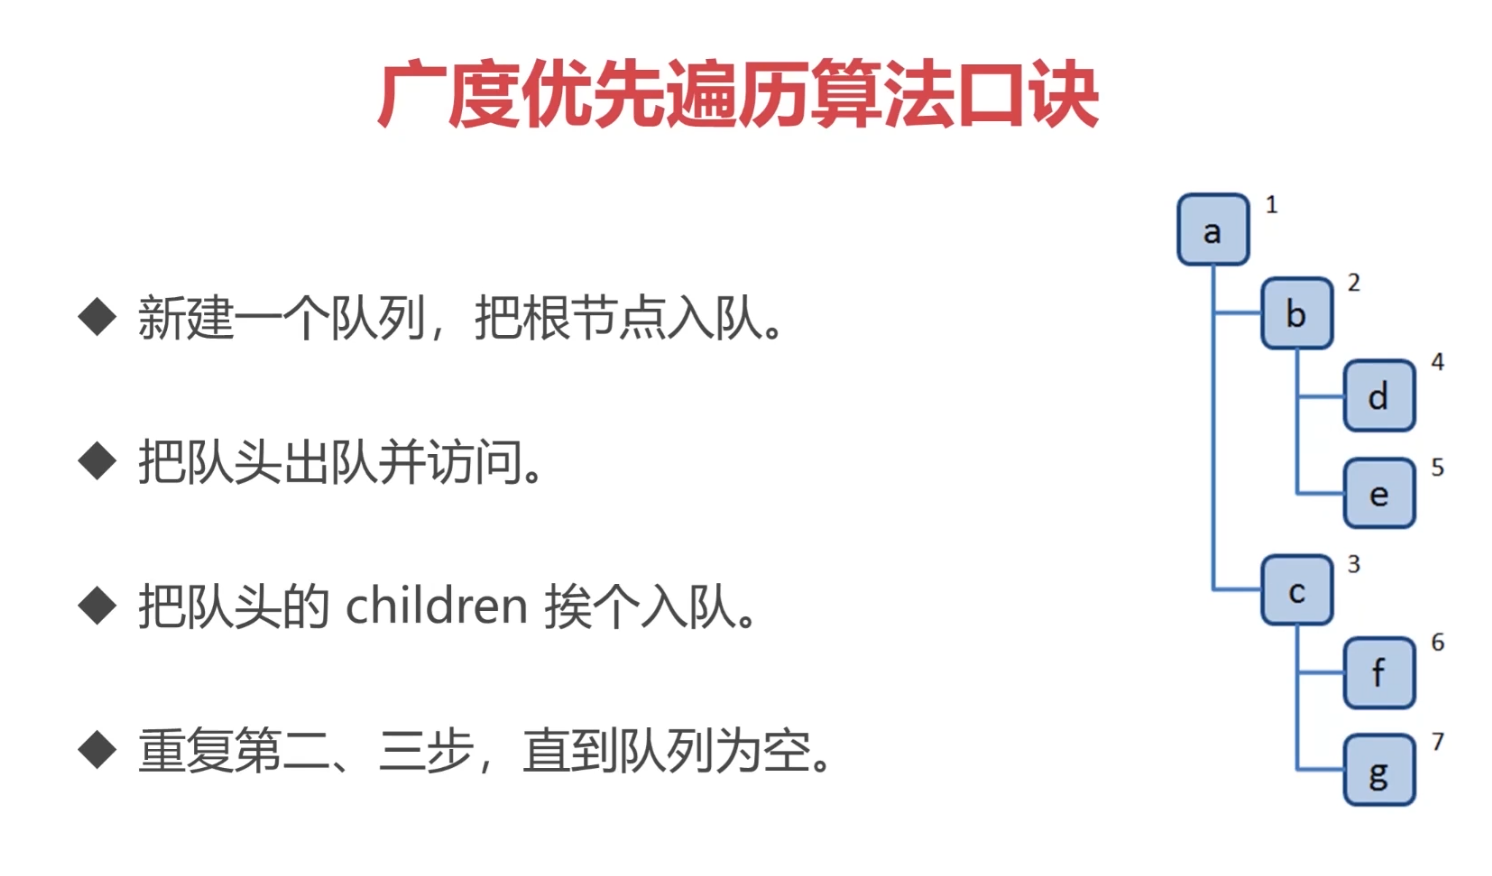 广度优先遍历算法口诀
◆ 新建一个队列，把根节点入队。
◆ 把队头出队并访问。
◆ 把队头的 children 挨个入队。
◆ 重复第二、三步，直到队列为空。
a 1
b 2
d 4
e 5
c 3
f 6
g 7